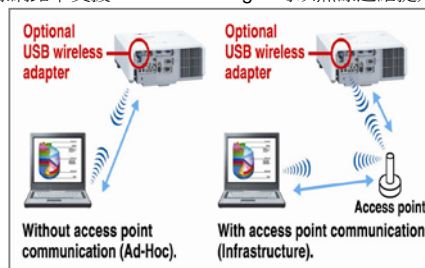 Optional
USB wireless
adapter
Without access point
communication (Ad-Hoc).
Optional
USB wireless
adapter
Access point
With access point communication
(Infrastructure).